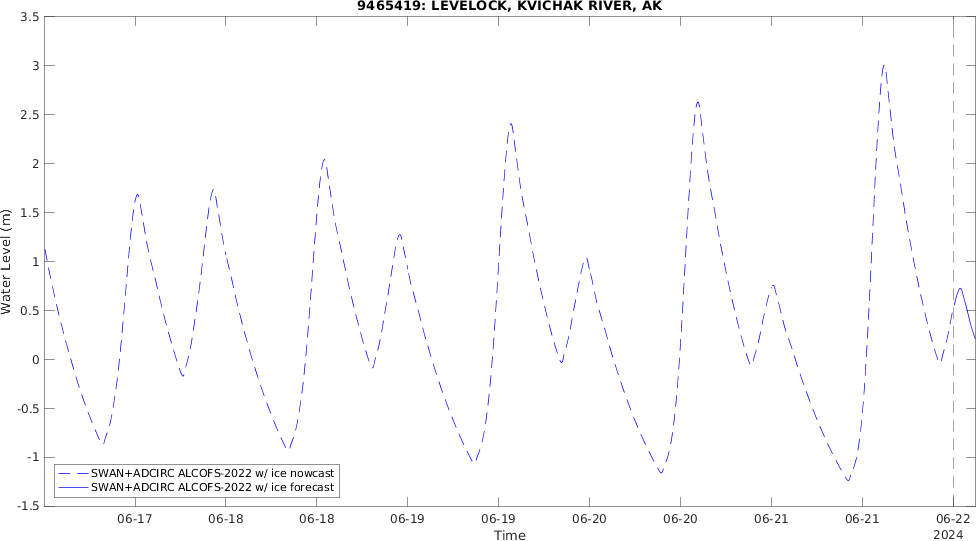 9465419: LEVELOCK, KVICHAK RIVER, AK
3.5
3
2.5
2
1.5
1
0.5
0
-0.5
-1
-1.5
Water Level (m)
SWAN+ADCIRC ALCOFS-2022 w/ ice nowcast
SWAN+ADCIRC ALCOFS-2022 w/ ice forecast
06-17 06-18 06-18 06-19 06-19 06-20 06-20 06-21 06-21 06-22
2024
Time